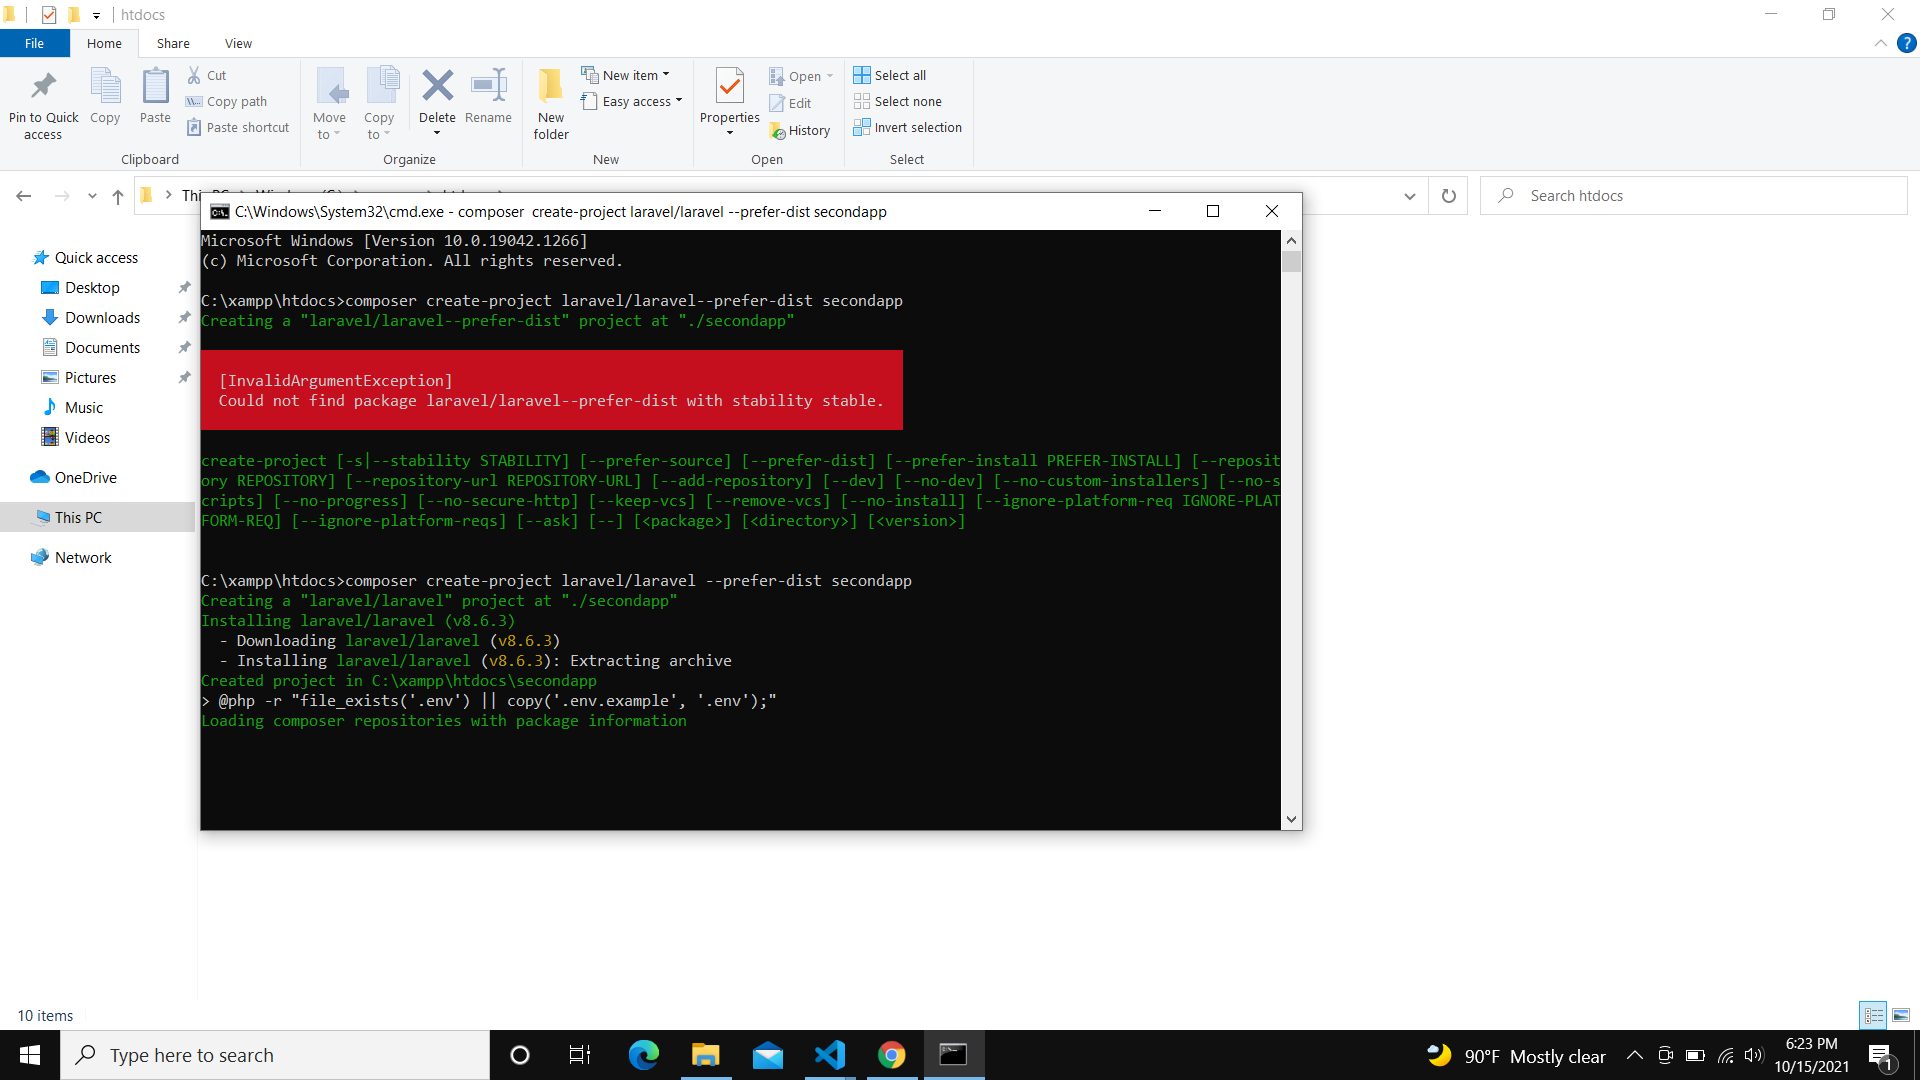 htdocs
File Home Share View
Pin to Quick access
Copy
Paste
Cut
Copy path
Paste shortcut
Clipboard
Move to
Copy to
Delete
Rename
Organize
New folder
New item
Easy access
New
Properties
Open
Edit
History
Open
Select all
Select none
Invert selection
Select
Search htdocs
Quick access
Desktop
Downloads
Documents
Pictures
Music
Videos
OneDrive
This PC
Network
C:\Windows\System32\cmd.exe - composer  create-project laravel/laravel --prefer-dist secondapp
Microsoft Windows [Version 10.0.19042.1266]
(c) Microsoft Corporation. All rights reserved.
C:\xampp\htdocs>composer create-project laravel/laravel--prefer-dist secondapp
Creating a "laravel/laravel--prefer-dist" project at "./secondapp"
[InvalidArgumentException]
Could not find package laravel/laravel--prefer-dist with stability stable.
create-project [-s|--stability STABILITY] [--prefer-source] [--prefer-dist] [--prefer-install PREFER-INSTALL] [--reposit
ory REPOSITORY] [--repository-url REPOSITORY-URL] [--add-repository] [--dev] [--no-dev] [--no-custom-installers] [--no-s
cripts] [--no-progress] [--no-secure-http] [--keep-vcs] [--remove-vcs] [--no-install] [--ignore-platform-req IGNORE-PLAT
FORM-REQ] [--ignore-platform-reqs] [--ask] [--] [<package>] [<directory>] [<version>]
C:\xampp\htdocs>composer create-project laravel/laravel --prefer-dist secondapp
Creating a "laravel/laravel" project at "./secondapp"
Installing laravel/laravel (v8.6.3)
- Downloading laravel/laravel (v8.6.3)
- Installing laravel/laravel (v8.6.3): Extracting archive
Created project in C:\xampp\htdocs\secondapp
> @php -r "file_exists('.env') || copy('.env.example', '.env');"
Loading composer repositories with package information
10 items
Type here to search
90°F Mostly clear
6:23 PM
10/15/2021
1